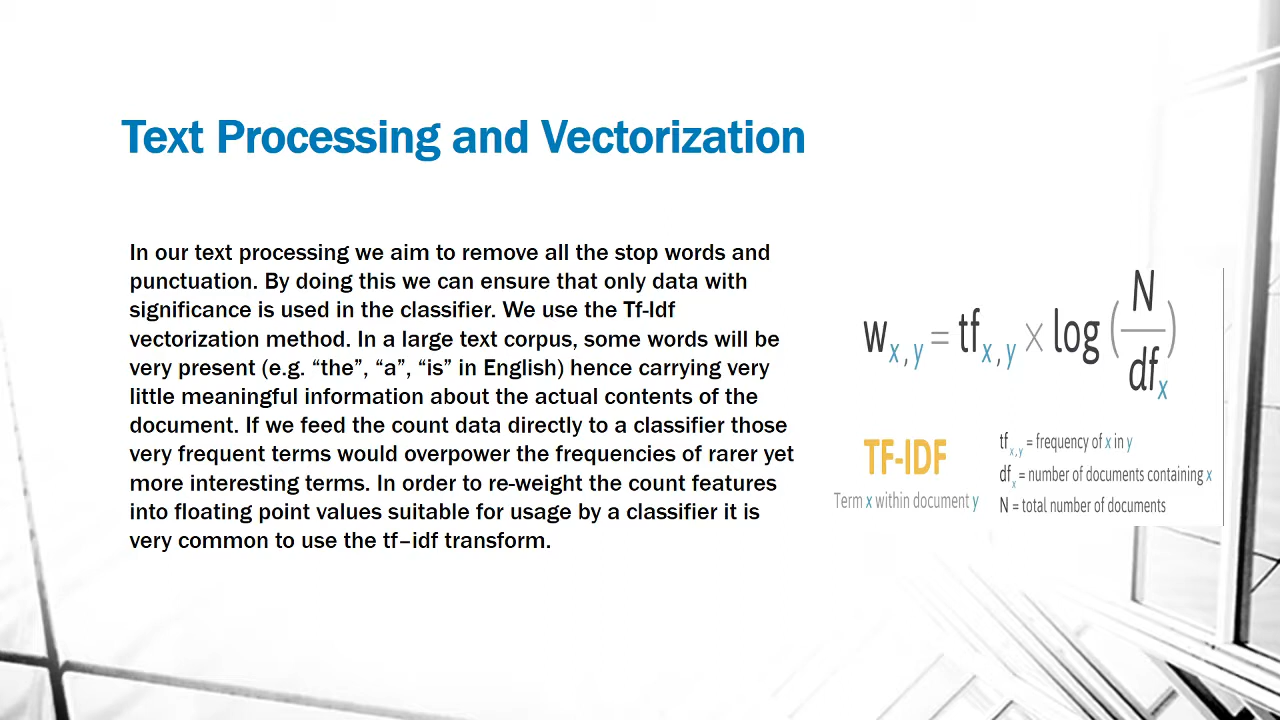 Text Processing and Vectorization
In our text processing we aim to remove all the stop words and
punctuation. By doing this we can ensure that only data with
significance is used in the classifier. We use the Tf-Idf
vectorization method. In a large text corpus, some words will be
very present (e.g. “the”, “a”, “is” in English) hence carrying very
little meaningful information about the actual contents of the
document. If we feed the count data directly to a classifier those
very frequent terms would overpower the frequencies of rarer yet
more interesting terms. In order to re-weight the count features
into floating point values suitable for usage by a classifier it is
very common to use the tf–idf transform.
w x,y = tf x,y × log ( N / df x )
TF-IDF
Term x within document y
tf x,y = frequency of x in y
df x = number of documents containing x
N = total number of documents